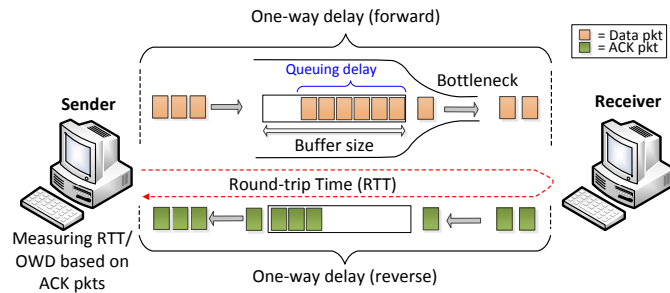 One-way delay (forward)
= Data pkt
= ACK pkt
Queuing delay
Bottleneck
Sender
Receiver
Buffer size
Round-trip Time (RTT)
Measuring RTT/
OWD based on
ACK pkts
One-way delay (reverse)